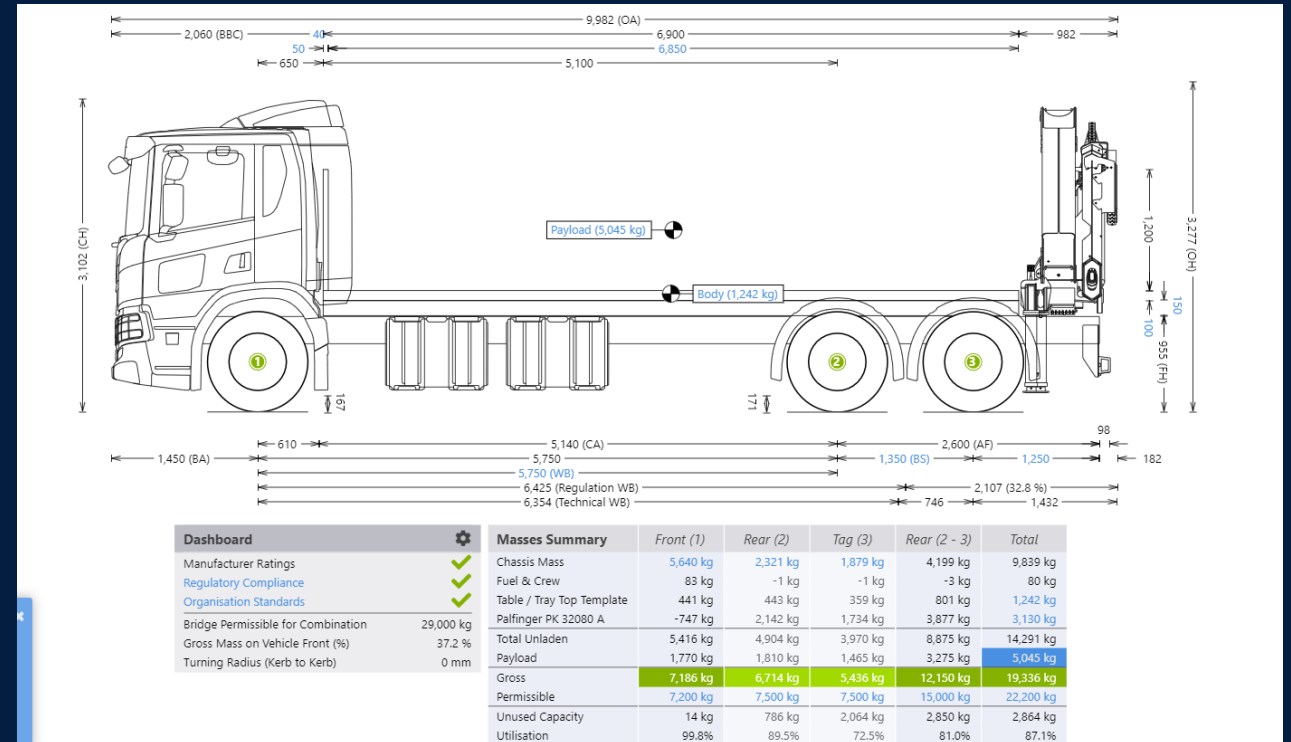 9,982 (OA)
2,060 (BBC) 40 6,900 982
50 6,850
650 5,100
3,102 (CH)
Payload (5,045 kg)
Body (1,242 kg)
1,200
3,277 (OH)
150
100
955 (FH)
1
2
3
167
171
98
610 5,140 (CA) 2,600 (AF)
1,450 (BA) 5,750 1,350 (BS) 1,250 182
5,750 (WB)
6,425 (Regulation WB) 2,107 (32.8 %)
6,354 (Technical WB) 746 1,432
Dashboard
Manufacturer Ratings
Regulatory Compliance
Organisation Standards
Bridge Permissible for Combination 29,000 kg
Gross Mass on Vehicle Front (%) 37.2 %
Turning Radius (Kerb to Kerb) 0 mm
Masses Summary Front (1) Rear (2) Tag (3) Rear (2 - 3) Total
Chassis Mass 5,640 kg 2,321 kg 1,879 kg 4,199 kg 9,839 kg
Fuel & Crew 83 kg -1 kg -1 kg -3 kg 80 kg
Table / Tray Top Template 441 kg 443 kg 359 kg 801 kg 1,242 kg
Palfinger PK 32080 A -747 kg 2,142 kg 1,734 kg 3,877 kg 3,130 kg
Total Unladen 5,416 kg 4,904 kg 3,970 kg 8,875 kg 14,291 kg
Payload 1,770 kg 1,810 kg 1,465 kg 3,275 kg 5,045 kg
Gross 7,186 kg 6,714 kg 5,436 kg 12,150 kg 19,336 kg
Permissible 7,200 kg 7,500 kg 7,500 kg 15,000 kg 22,200 kg
Unused Capacity 14 kg 786 kg 2,064 kg 2,850 kg 2,864 kg
Utilisation 99.8% 89.5% 72.5% 81.0% 87.1%